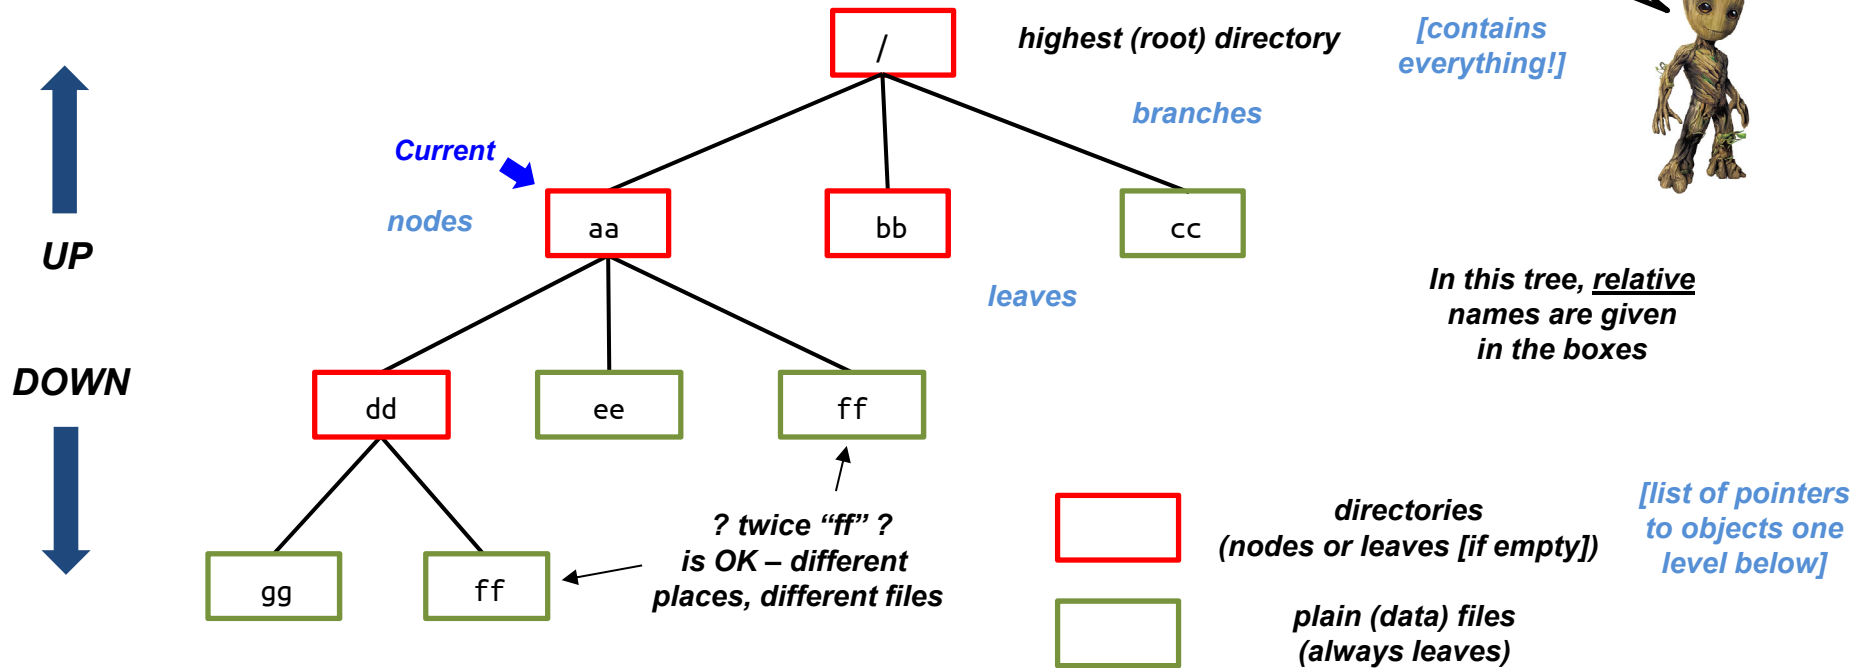 /
highest (root) directory
[contains
everything!]
branches
Current
nodes
aa
bb
cc
UP
leaves
In this tree, relative
names are given
in the boxes
DOWN
dd
ee
ff
? twice “ff” ?
is OK – different
places, different files
gg
ff
directories
(nodes or leaves [if empty])
[list of pointers
to objects one
level below]
plain (data) files
(always leaves)